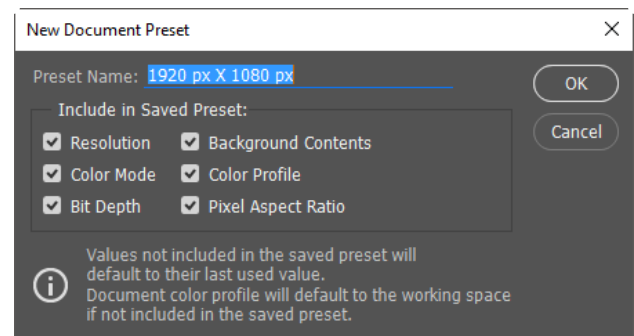 New Document Preset
Preset Name: 1920 px X 1080 px
OK
Include in Saved Preset:
Cancel
Resolution Background Contents
Color Mode Color Profile
Bit Depth Pixel Aspect Ratio
Values not included in the saved preset will
default to their last used value.
Document color profile will default to the working space
if not included in the saved preset.